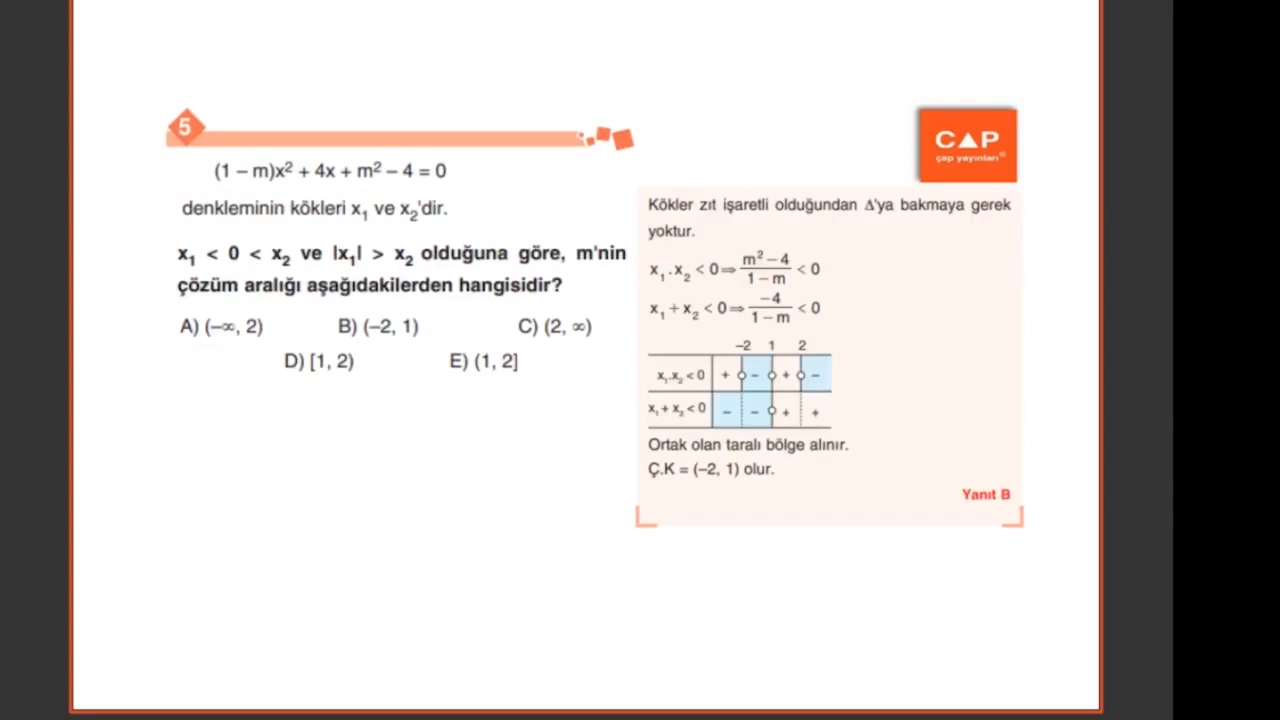 5
(1 – m)x² + 4x + m² – 4 = 0
denkleminin kökleri x₁ ve x₂'dir.
x₁ < 0 < x₂ ve |x₁| > x₂ olduğuna göre, m'nin
çözüm aralığı aşağıdakilerden hangisidir?
A) (–∞, 2) B) (–2, 1) C) (2, ∞)
D) [1, 2) E) (1, 2]
CAP
çap yayınları®
Kökler zıt işaretli olduğundan Δ'ya bakmaya gerek
yoktur.
x₁.x₂ < 0 ⇒ (m² – 4)/(1 – m) < 0
x₁ + x₂ < 0 ⇒ –4/(1 – m) < 0
–2 1 2
x₁.x₂ < 0 + – + –
x₁ + x₂ < 0 – – + +
Ortak olan taralı bölge alınır.
Ç.K = (–2, 1) olur.
Yanıt B